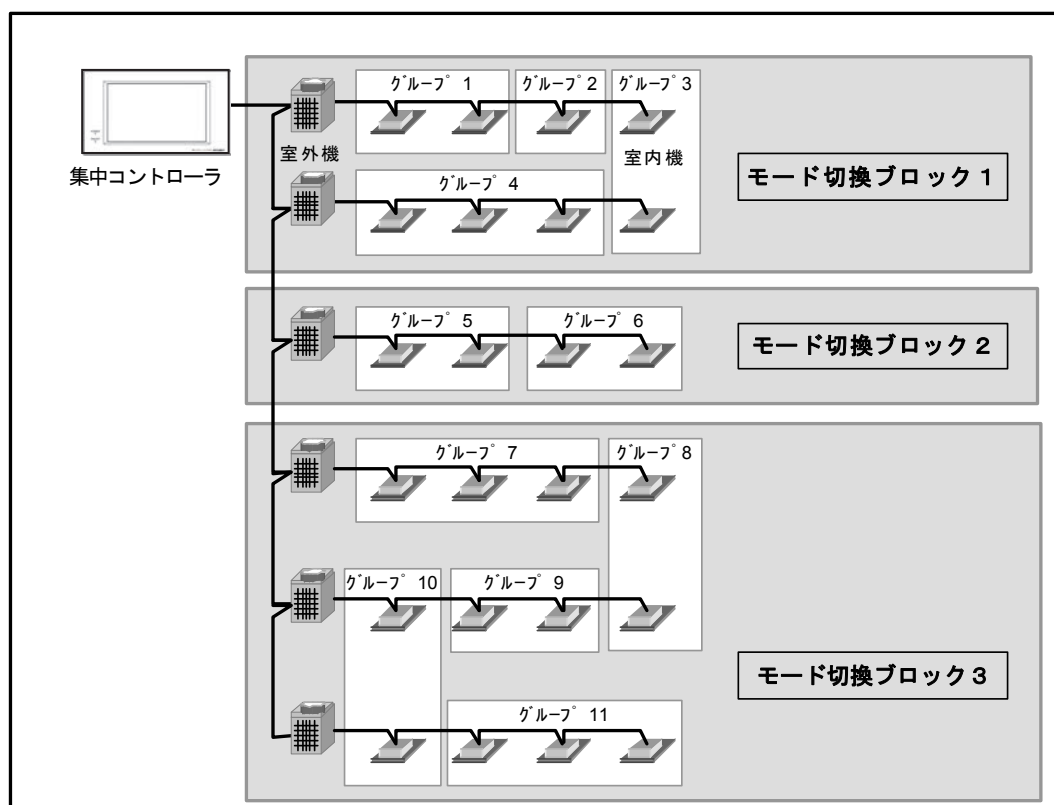 グループ 1
グループ 2
グループ 3
集中コントローラ
室外機
室内機
モード切換ブロック1
グループ 4
グループ 5
グループ 6
モード切換ブロック2
グループ 7
グループ 8
グループ 10
グループ 9
モード切換ブロック3
グループ 11